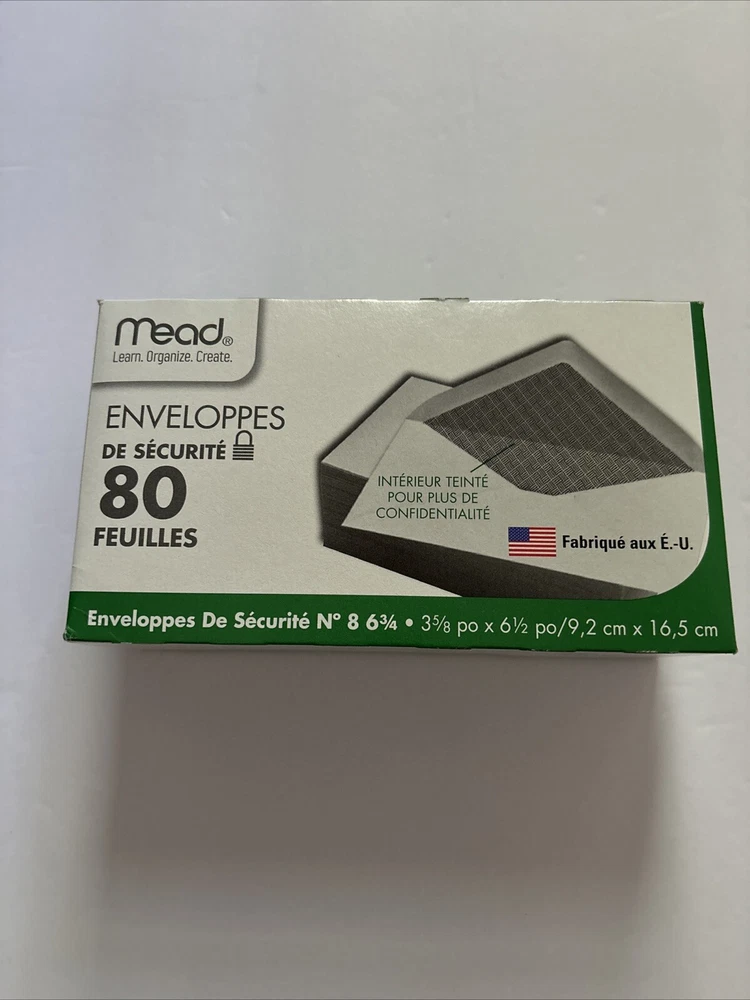 Mead®
Learn. Organize. Create.
ENVELOPPES
DE SÉCURITÉ
80
FEUILLES
INTÉRIEUR TEINTÉ
POUR PLUS DE
CONFIDENTIALITÉ
Fabriqué aux É.-U.
Enveloppes De Sécurité Nº 8 6¾ • 3⅝ po x 6½ po/9,2 cm x 16,5 cm